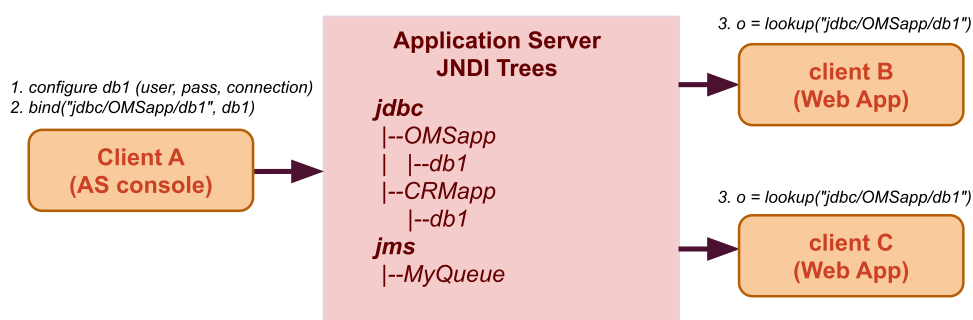 1. configure db1 (user, pass, connection)
2. bind("jdbc/OMSapp/db1", db1)
Client A
(AS console)
Application Server
JNDI Trees
jdbc
|--OMSapp
|   |--db1
|--CRMapp
|--db1
jms
|--MyQueue
3. o = lookup("jdbc/OMSapp/db1")
client B
(Web App)
3. o = lookup("jdbc/OMSapp/db1")
client C
(Web App)